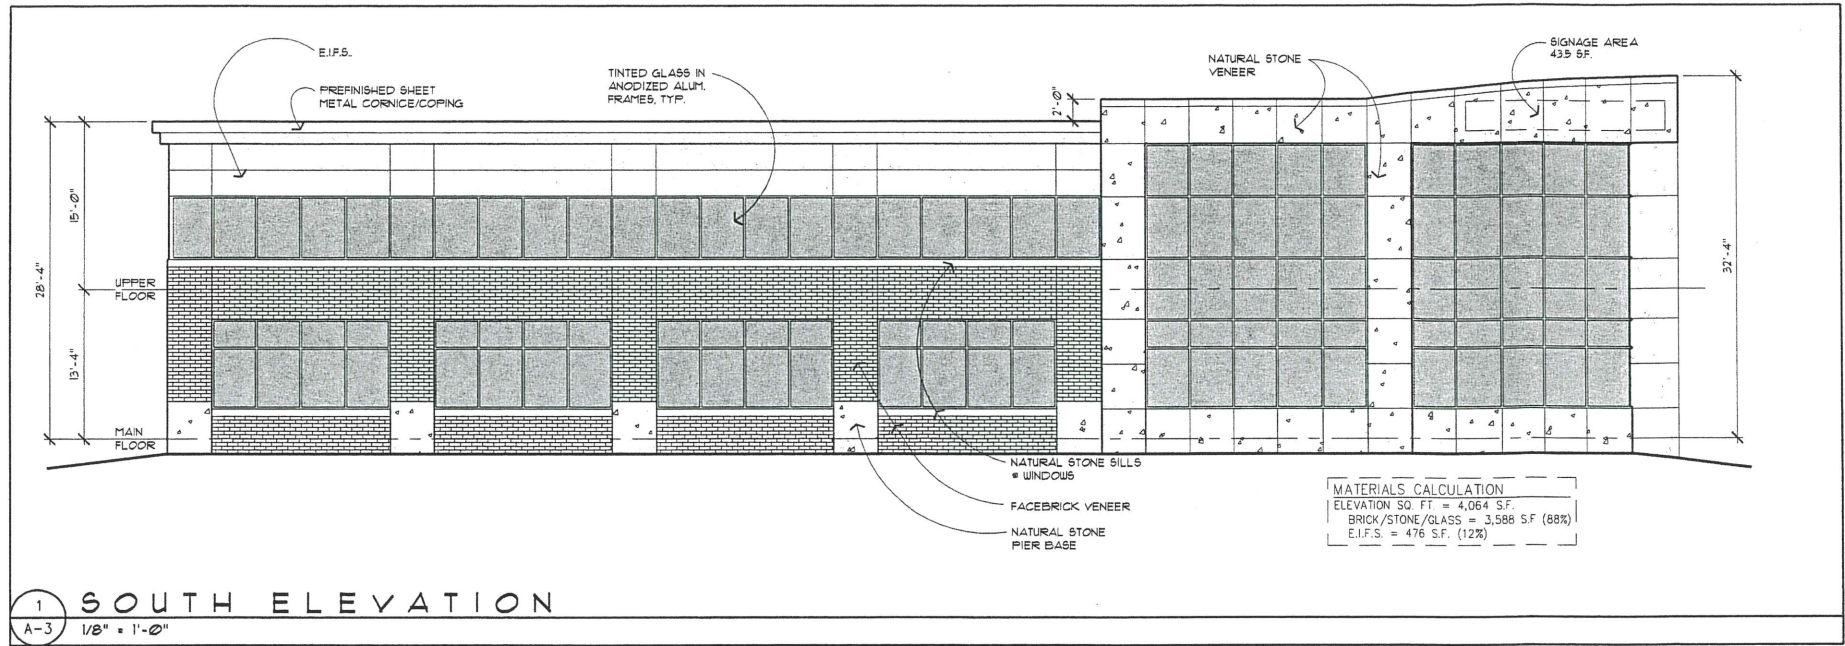 E.I.F.S.
PREFINISHED SHEET
METAL CORNICE/COPING
TINTED GLASS IN
ANODIZED ALUM.
FRAMES, TYP.
NATURAL STONE
VENEER
SIGNAGE AREA
43.5 S.F.
2'-0"
28'-4"
15'-0"
13'-4"
32'-4"
UPPER
FLOOR
MAIN
FLOOR
NATURAL STONE SILLS
@ WINDOWS
FACEBRICK VENEER
NATURAL STONE
PIER BASE
MATERIALS CALCULATION
ELEVATION SQ. FT. = 4,064 S.F.
BRICK/STONE/GLASS = 3,588 S.F (88%)
E.I.F.S. = 476 S.F. (12%)
1
A-3
SOUTH ELEVATION
1/8" = 1'-0"